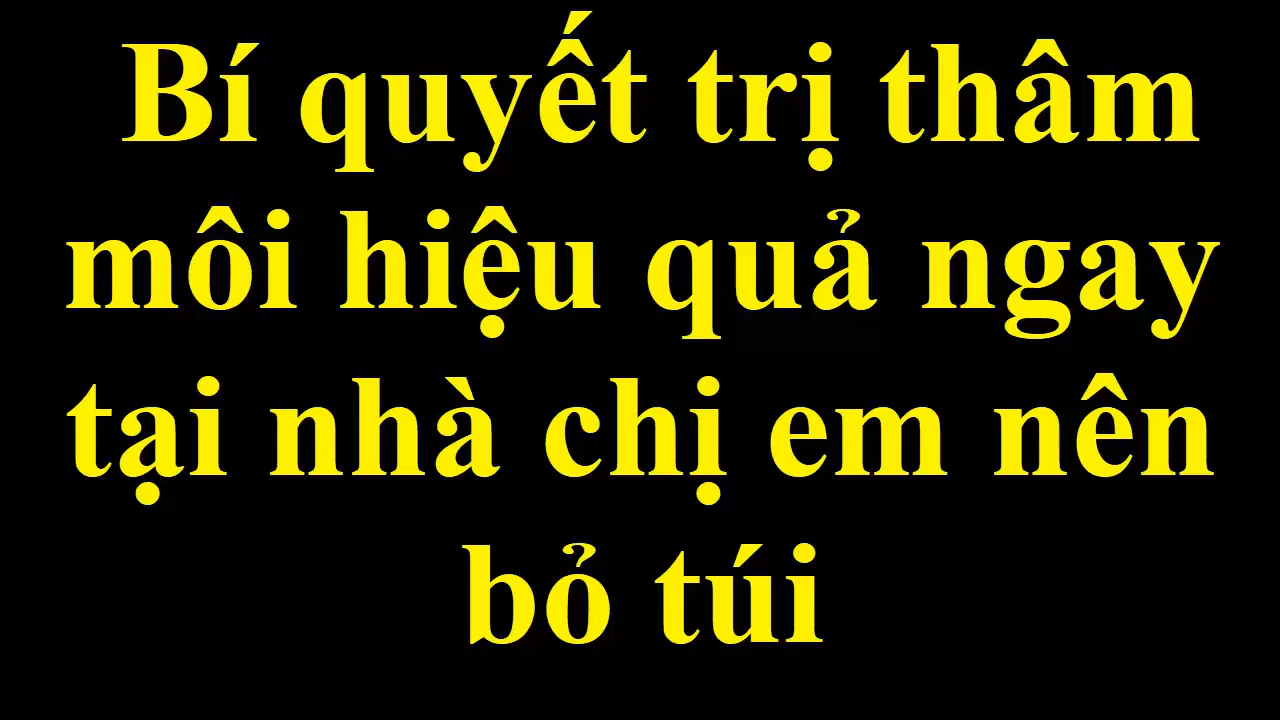 Bí quyết trị thâm
môi hiệu quả ngay
tại nhà chị em nên
bỏ túi